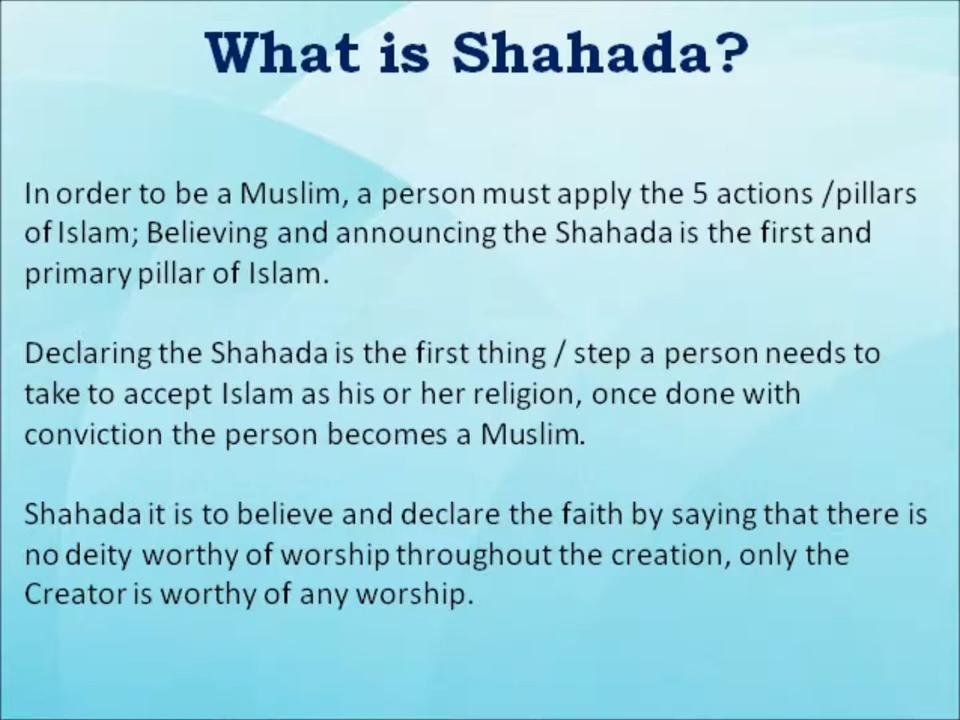 What is Shahada?
In order to be a Muslim, a person must apply the 5 actions /pillars
of Islam; Believing and announcing the Shahada is the first and
primary pillar of Islam.
Declaring the Shahada is the first thing / step a person needs to
take to accept Islam as his or her religion, once done with
conviction the person becomes a Muslim.
Shahada it is to believe and declare the faith by saying that there is
no deity worthy of worship throughout the creation, only the
Creator is worthy of any worship.